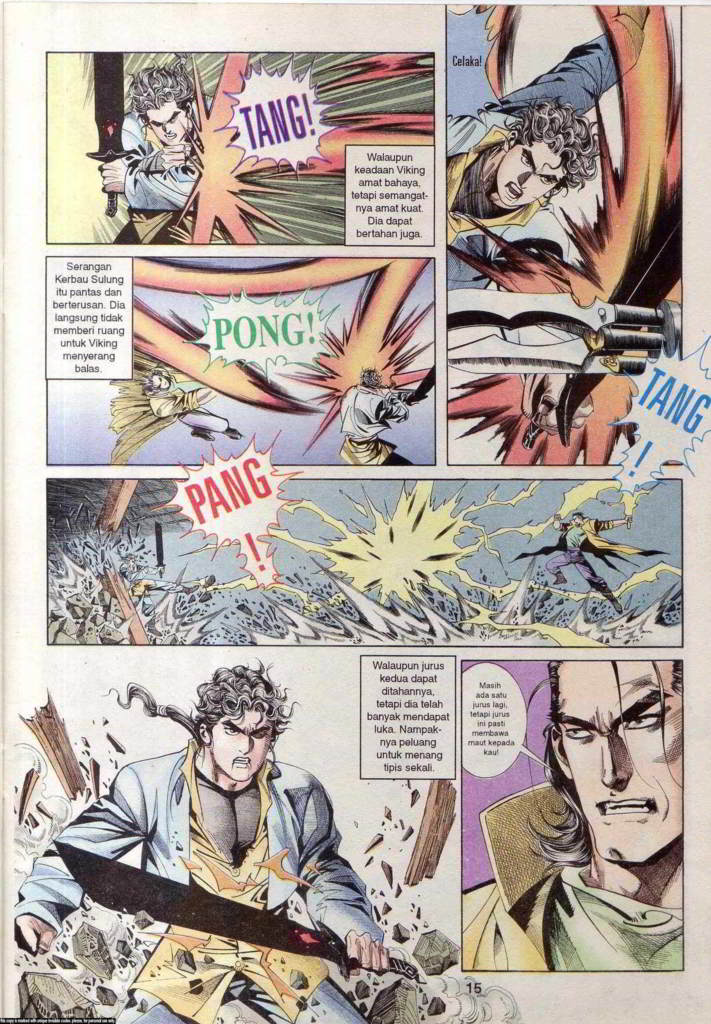 TANG!
Walaupun
keadaan Viking
amat bahaya,
tetapi semangat-
nya amat kuat.
Dia dapat
bertahan juga.
Celaka!
Serangan
Kerbau Sulung
itu pantas dan
berterusan. Dia
langsung tidak
memberi ruang
untuk Viking
menyerang
balas.
PONG!
TANG
!
PANG
!
Walaupun jurus
kedua dapat
ditahannya,
tetapi dia telah
banyak mendapat
luka. Nampak-
nya peluang
untuk menang
tipis sekali.
Masih
ada satu
jurus lagi,
tetapi jurus
ini pasti
membawa
maut kepada
kau!
15